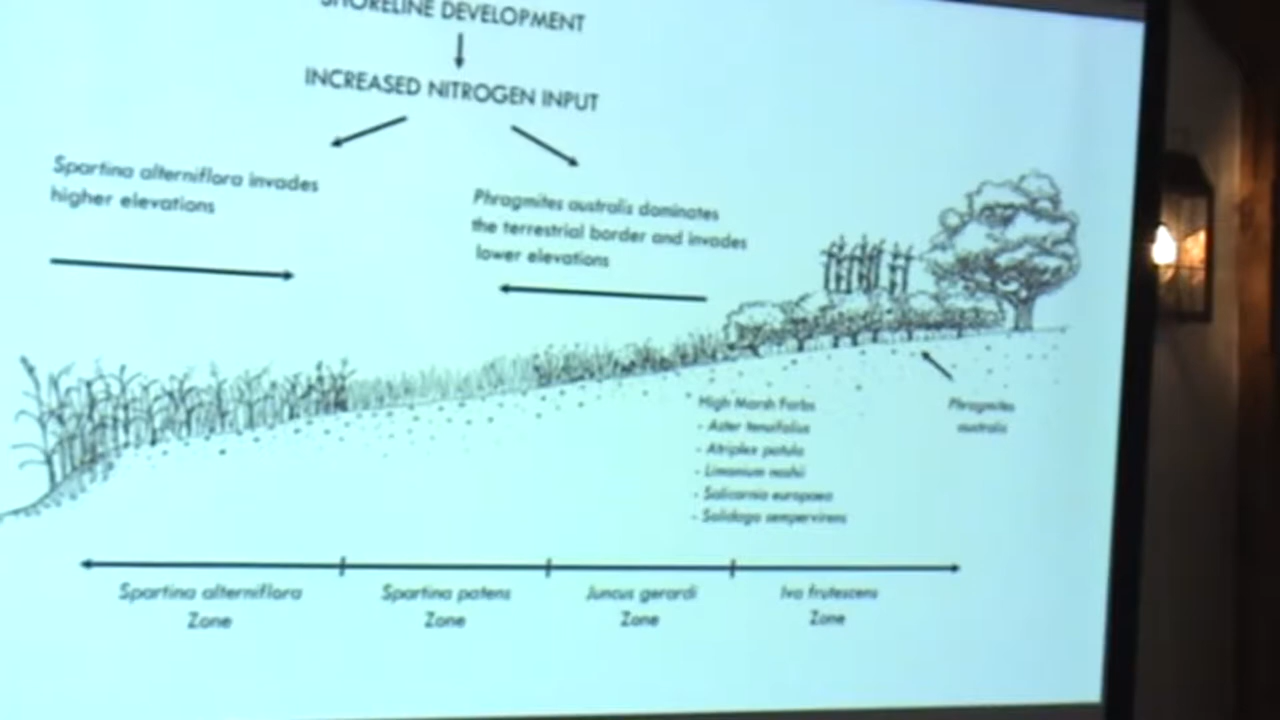 SHORELINE DEVELOPMENT
INCREASED NITROGEN INPUT
Spartina alterniflora invades
higher elevations
Phragmites australis dominates
the terrestrial border and invades
lower elevations
High Marsh Forbs
- Aster tenuifolius
- Atriplex patula
- Limonium nashii
- Salicornia europaea
- Solidago sempervirens
Phragmites
australis
Spartina alterniflora
Zone
Spartina patens
Zone
Juncus gerardi
Zone
Iva frutescens
Zone